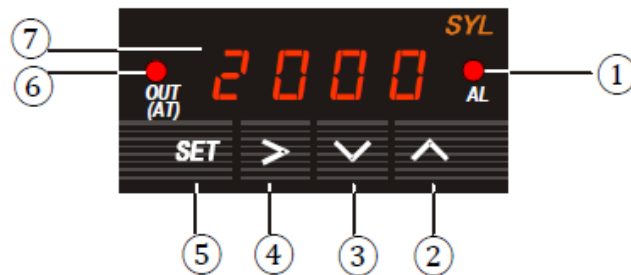 SYL
⑦
2000
①
⑥
OUT
(AT)
AL
SET > ∨ ∧
⑤ ④ ③ ②